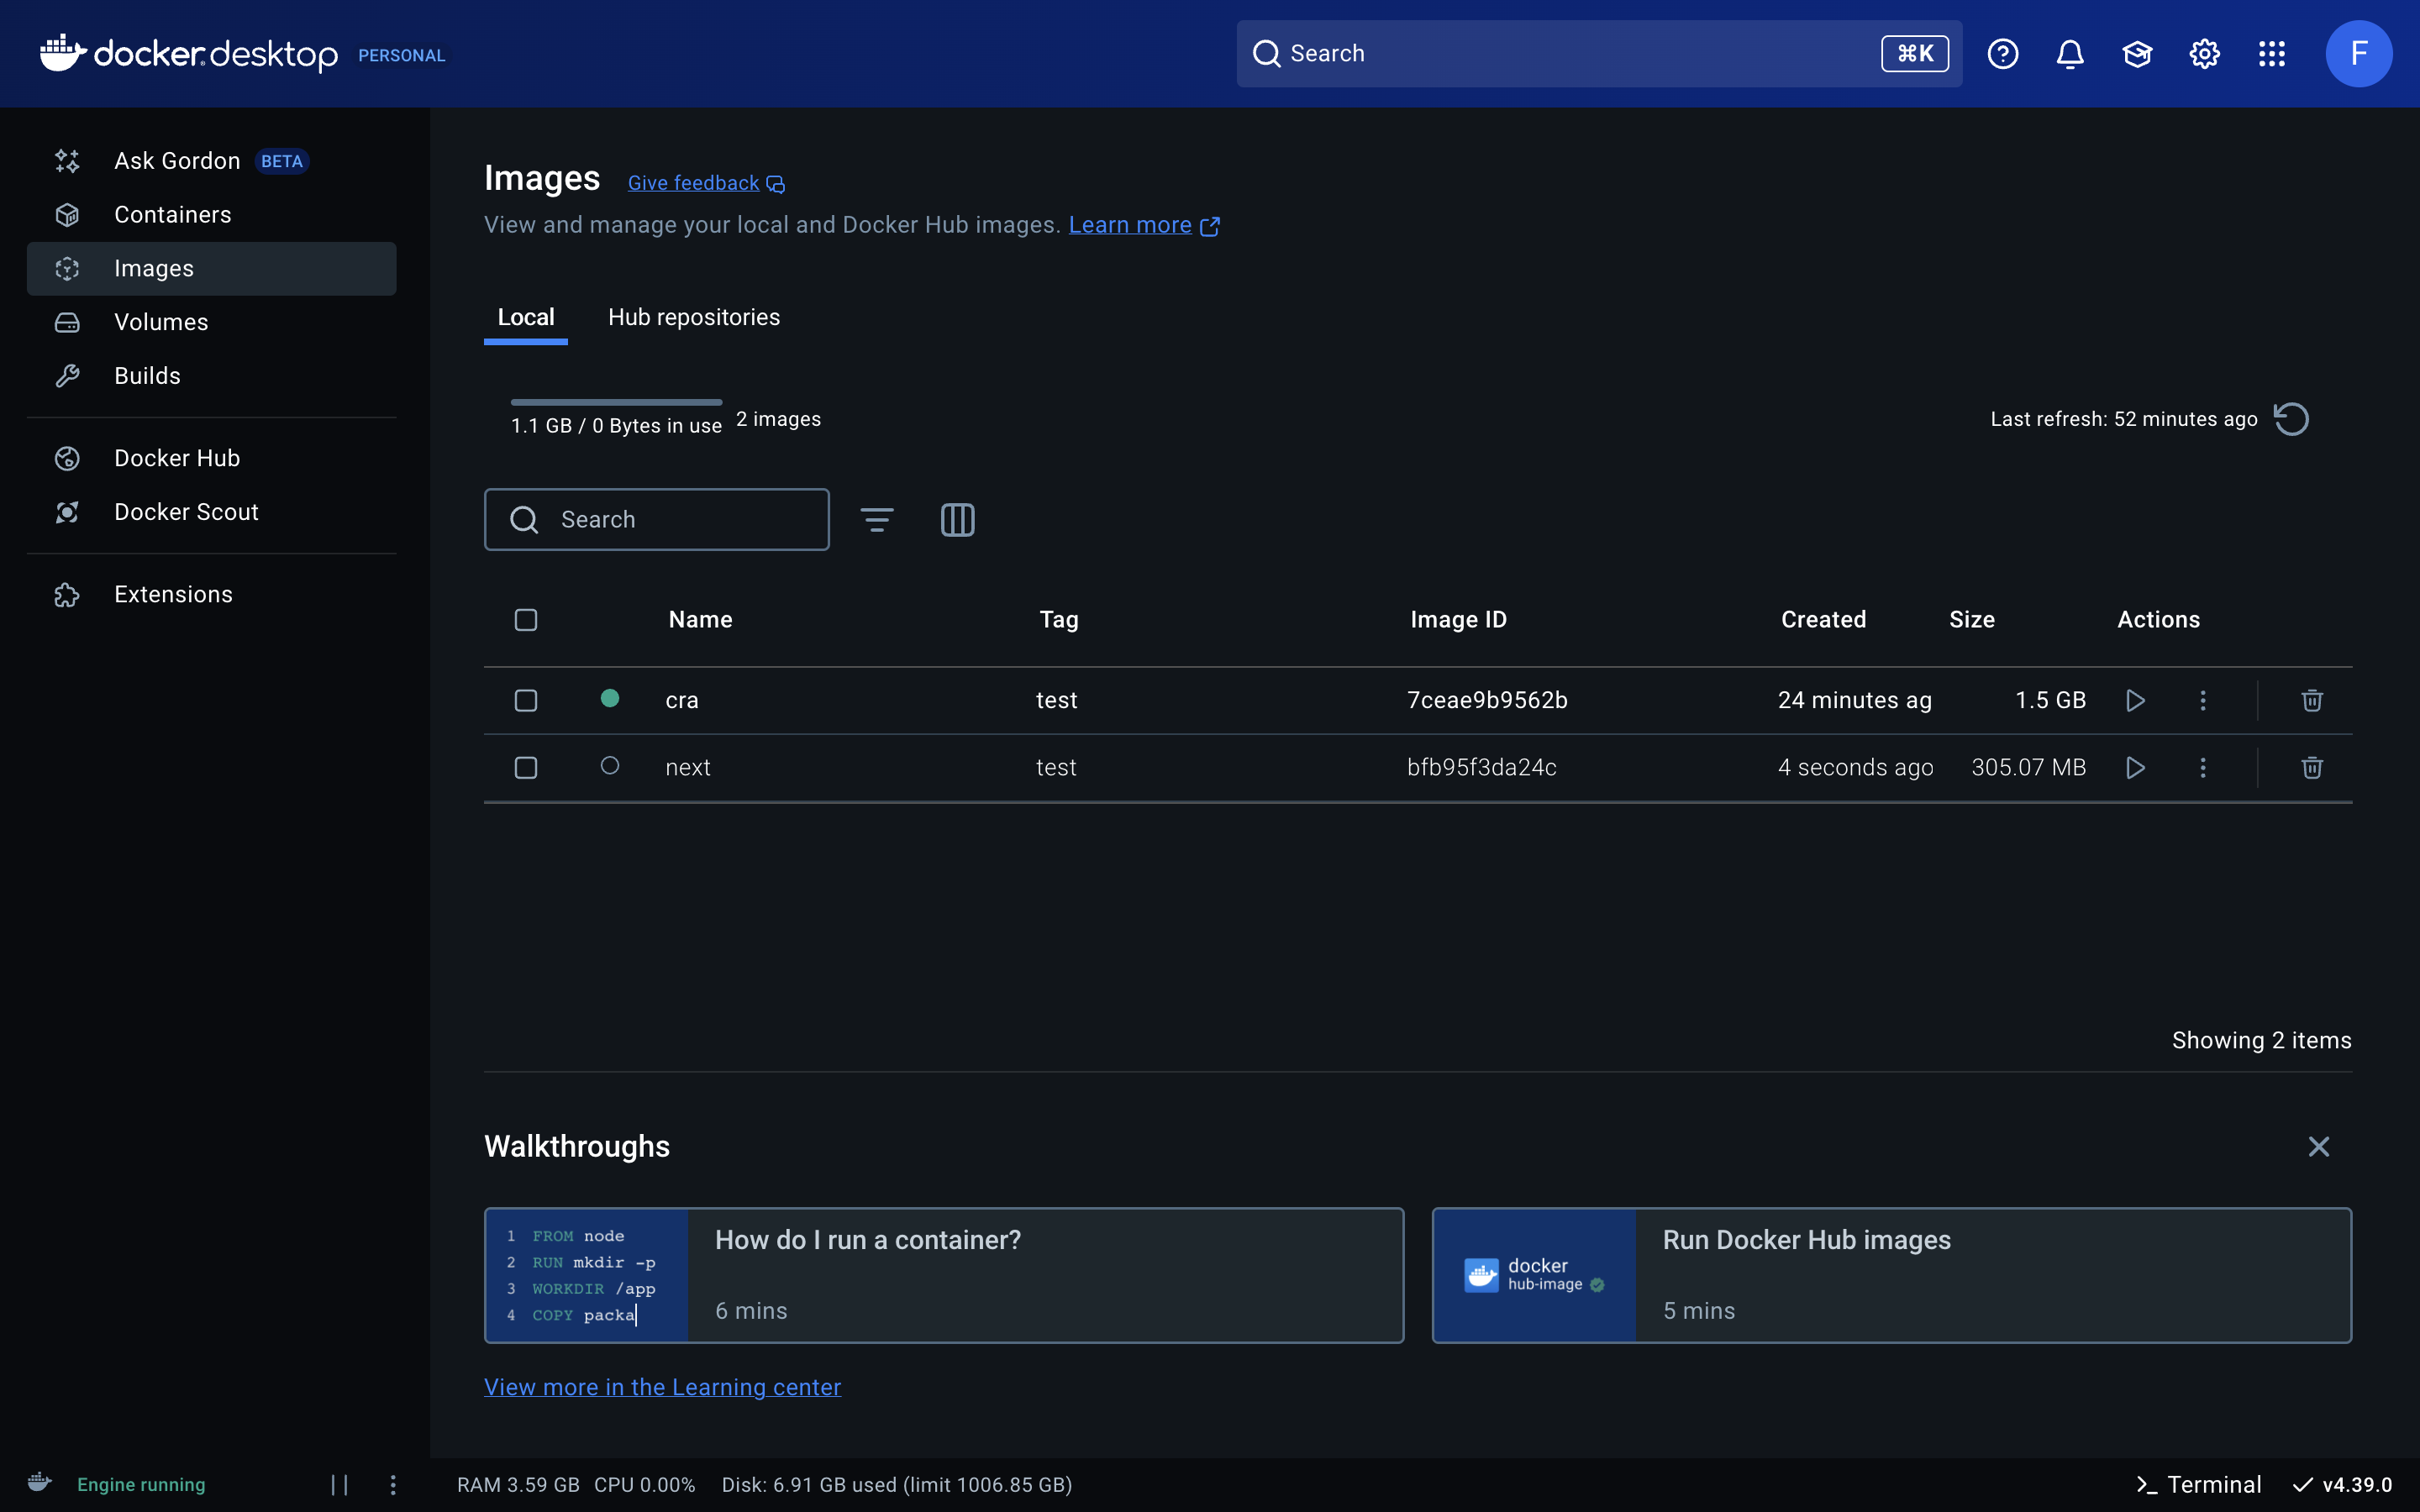 docker desktop PERSONAL
Search ⌘K
F
Ask Gordon BETA
Containers
Images
Volumes
Builds
Docker Hub
Docker Scout
Extensions
Images Give feedback
View and manage your local and Docker Hub images. Learn more
Local Hub repositories
1.1 GB / 0 Bytes in use 2 images
Last refresh: 52 minutes ago
Search
Name Tag Image ID Created Size Actions
cra test 7ceae9b9562b 24 minutes ag 1.5 GB
next test bfb95f3da24c 4 seconds ago 305.07 MB
Showing 2 items
Walkthroughs
1 FROM node
2 RUN mkdir -p
3 WORKDIR /app
4 COPY packa
How do I run a container?
6 mins
docker
hub-image
Run Docker Hub images
5 mins
View more in the Learning center
Engine running
RAM 3.59 GB CPU 0.00% Disk: 6.91 GB used (limit 1006.85 GB)
Terminal v4.39.0